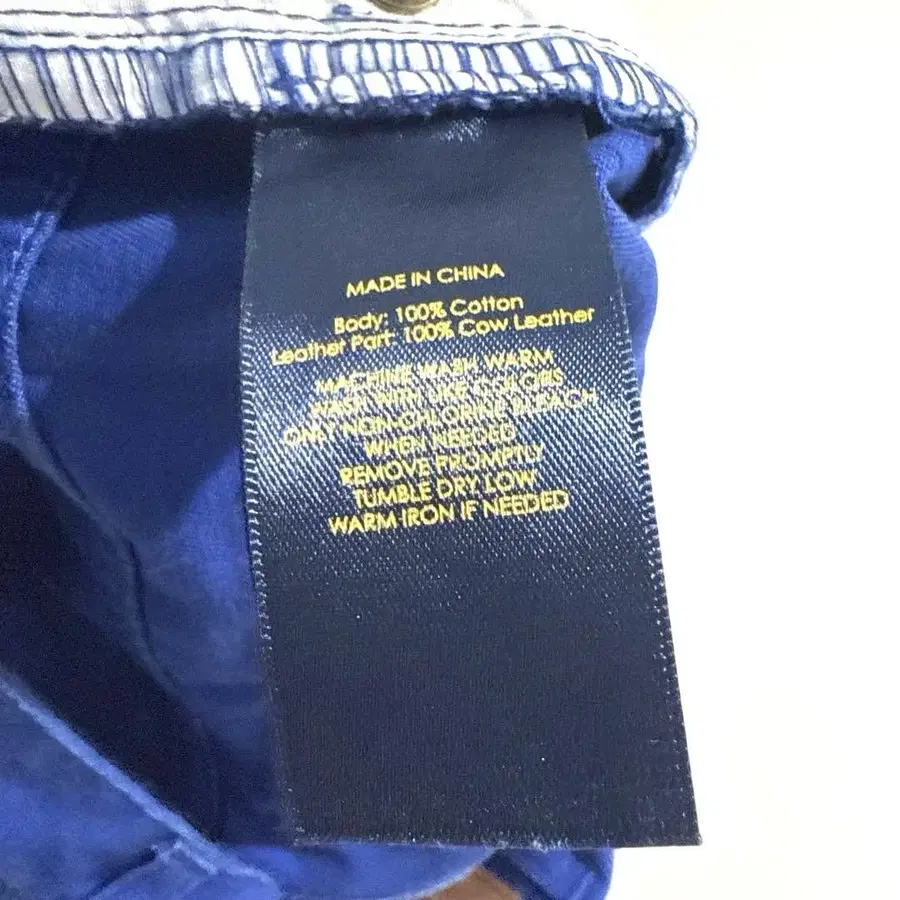 MADE IN CHINA
Body: 100% Cotton
Leather Part: 100% Cow Leather
MACHINE WASH WARM
WASH WITH LIKE COLORS
ONLY NON-CHLORINE BLEACH
WHEN NEEDED
REMOVE PROMPTLY
TUMBLE DRY LOW
WARM IRON IF NEEDED